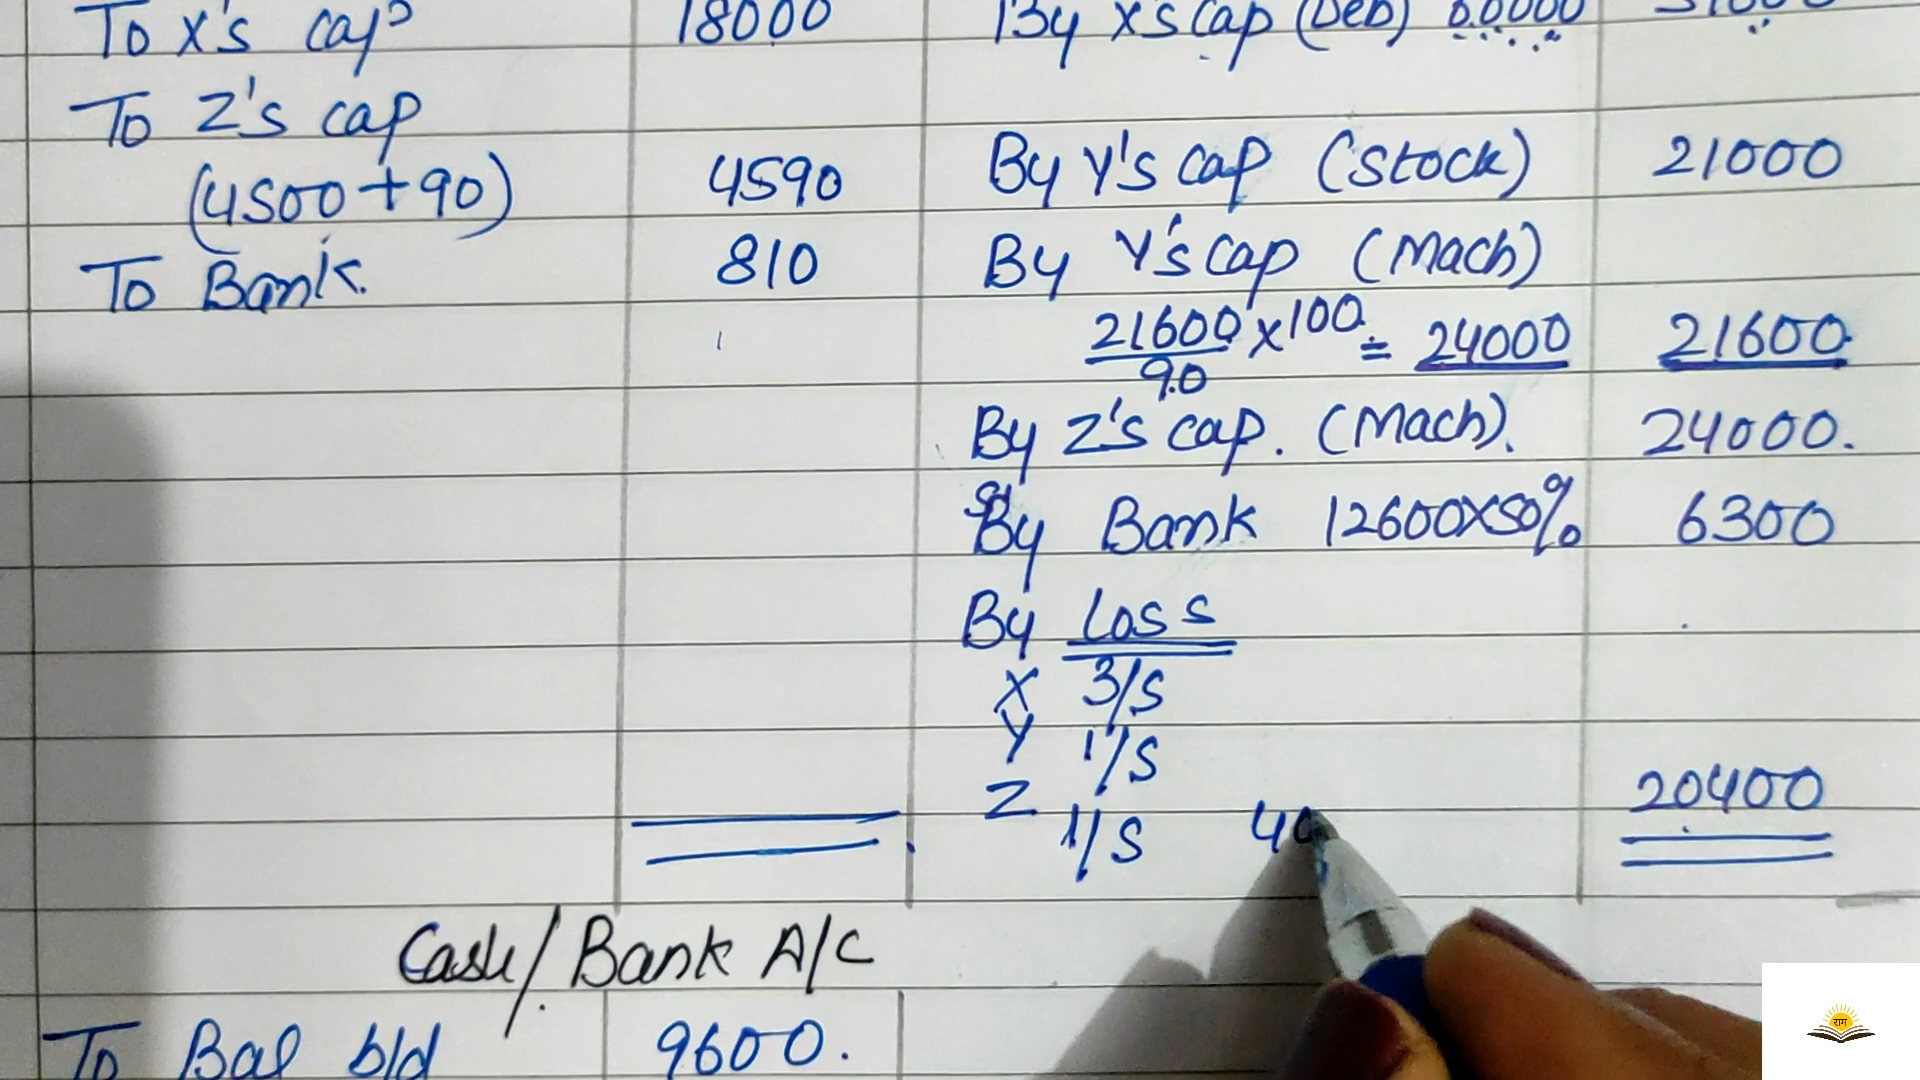 To X's cap 18000 By X's cap (Deb)
To Z's cap
(4500+90) 4590 By Y's cap (Stock) 21000
To Bank. 810 By Y's cap (Mach)
21600/90 x100 = 24000 21600
By Z's cap. (Mach). 24000.
By Bank 12600x50% 6300
By Loss
X 3/5
Y 1/5
20400
Z 1/5 40
Cash/Bank A/C
To Bal b/d 9600.
राम